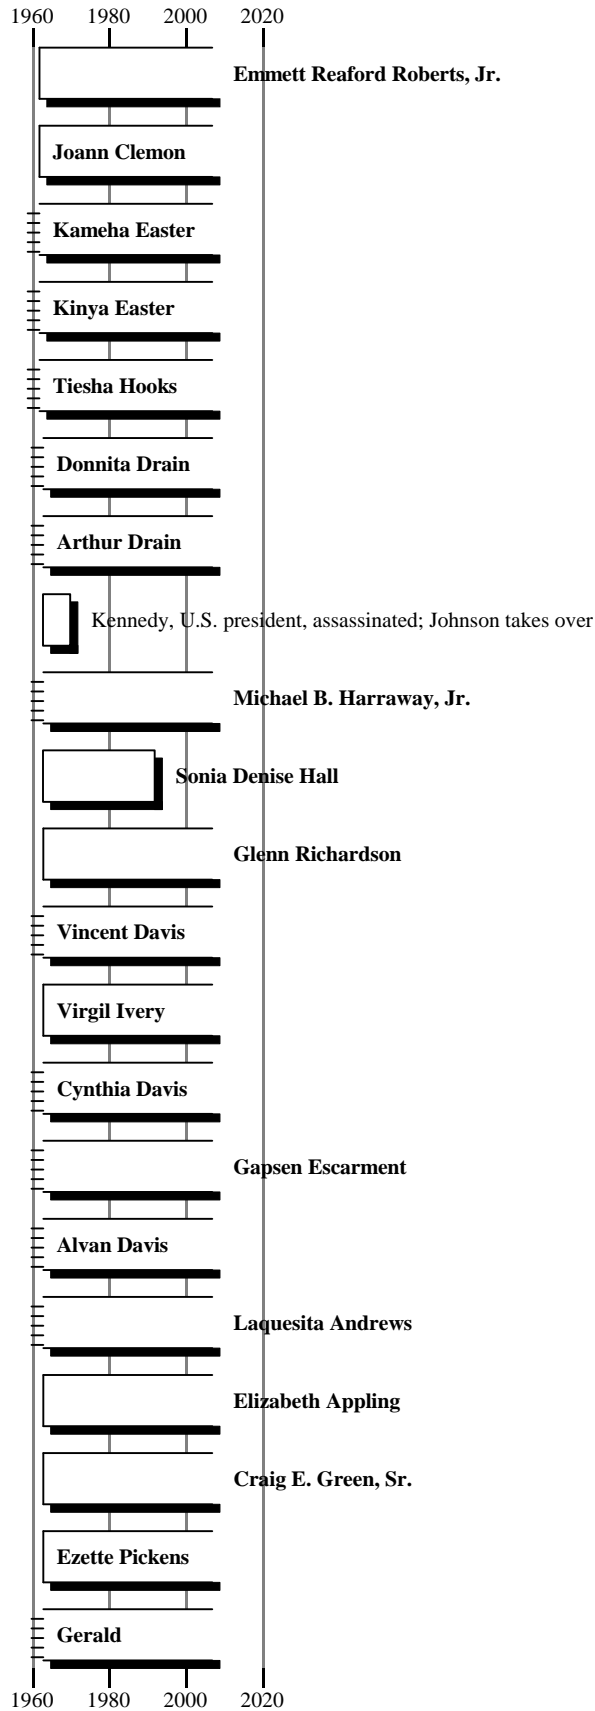 1960 1980 2000 2020
Emmett Reaford Roberts, Jr.
Joann Clemon
Kameha Easter
Kinya Easter
Tiesha Hooks
Donnita Drain
Arthur Drain
Kennedy, U.S. president, assassinated; Johnson takes over
Michael B. Harraway, Jr.
Sonia Denise Hall
Glenn Richardson
Vincent Davis
Virgil Ivery
Cynthia Davis
Gapsen Escarment
Alvan Davis
Laquesita Andrews
Elizabeth Appling
Craig E. Green, Sr.
Ezette Pickens
Gerald
1960 1980 2000 2020